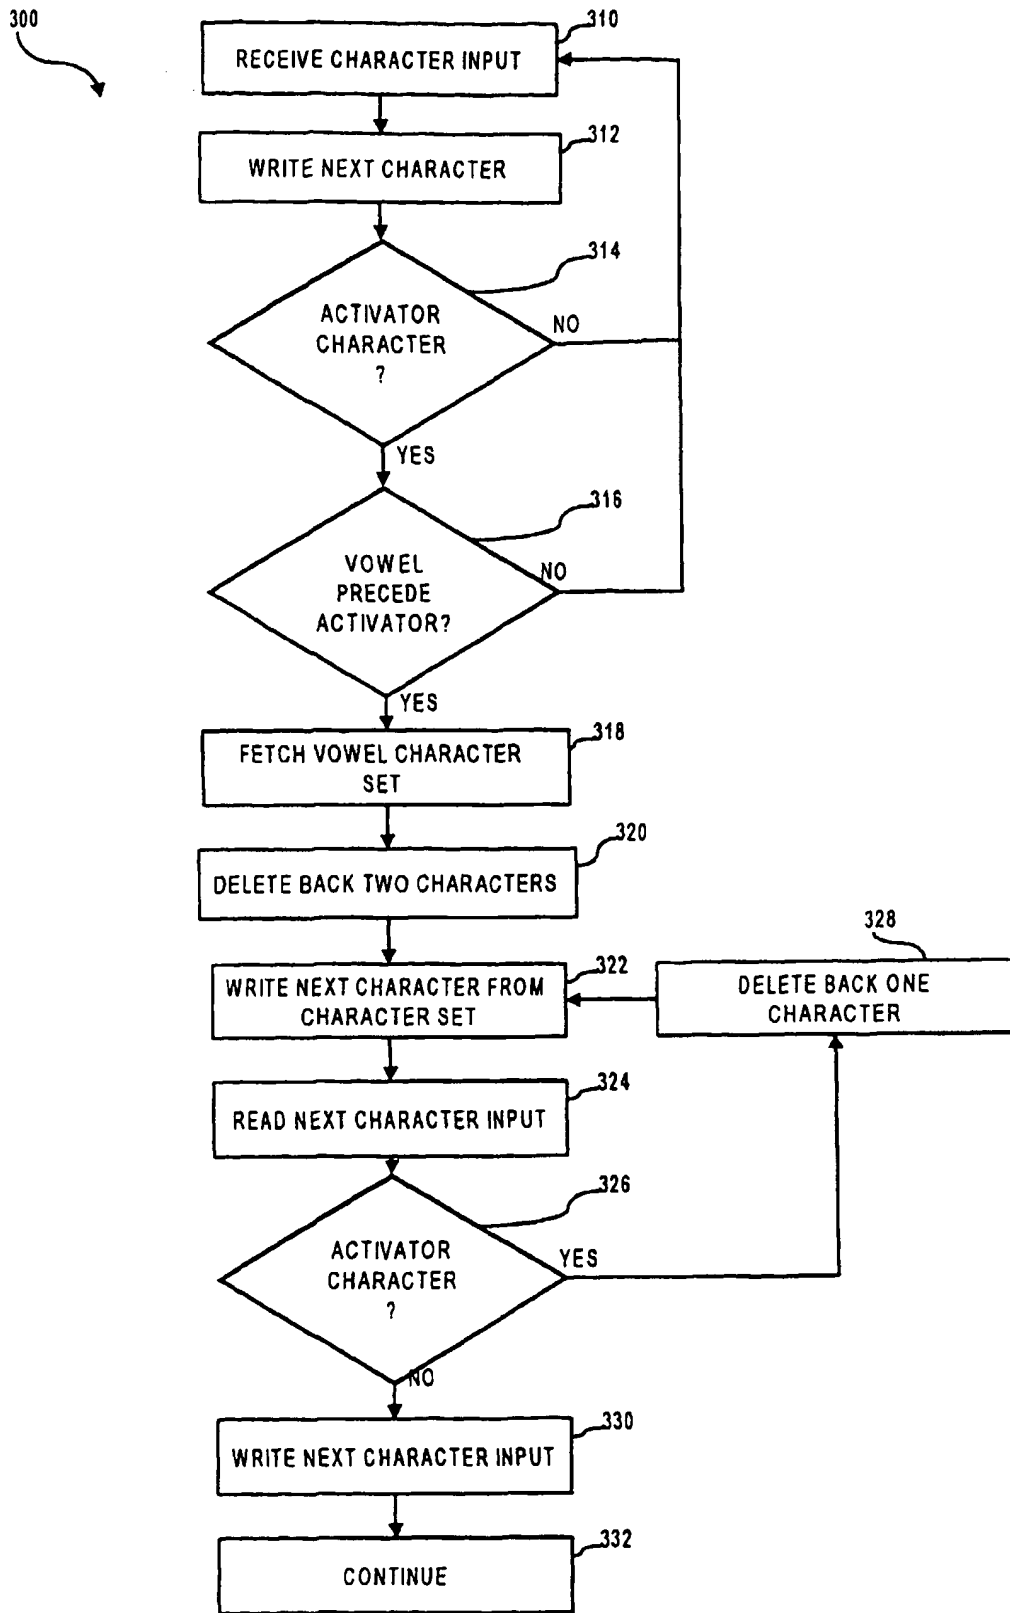 300
310
RECEIVE CHARACTER INPUT
312
WRITE NEXT CHARACTER
314
ACTIVATOR
CHARACTER
?
NO
YES
316
VOWEL
PRECEDE
ACTIVATOR?
NO
YES
318
FETCH VOWEL CHARACTER
SET
320
DELETE BACK TWO CHARACTERS
328
DELETE BACK ONE
CHARACTER
322
WRITE NEXT CHARACTER FROM
CHARACTER SET
324
READ NEXT CHARACTER INPUT
326
ACTIVATOR
CHARACTER
?
YES
NO
330
WRITE NEXT CHARACTER INPUT
332
CONTINUE